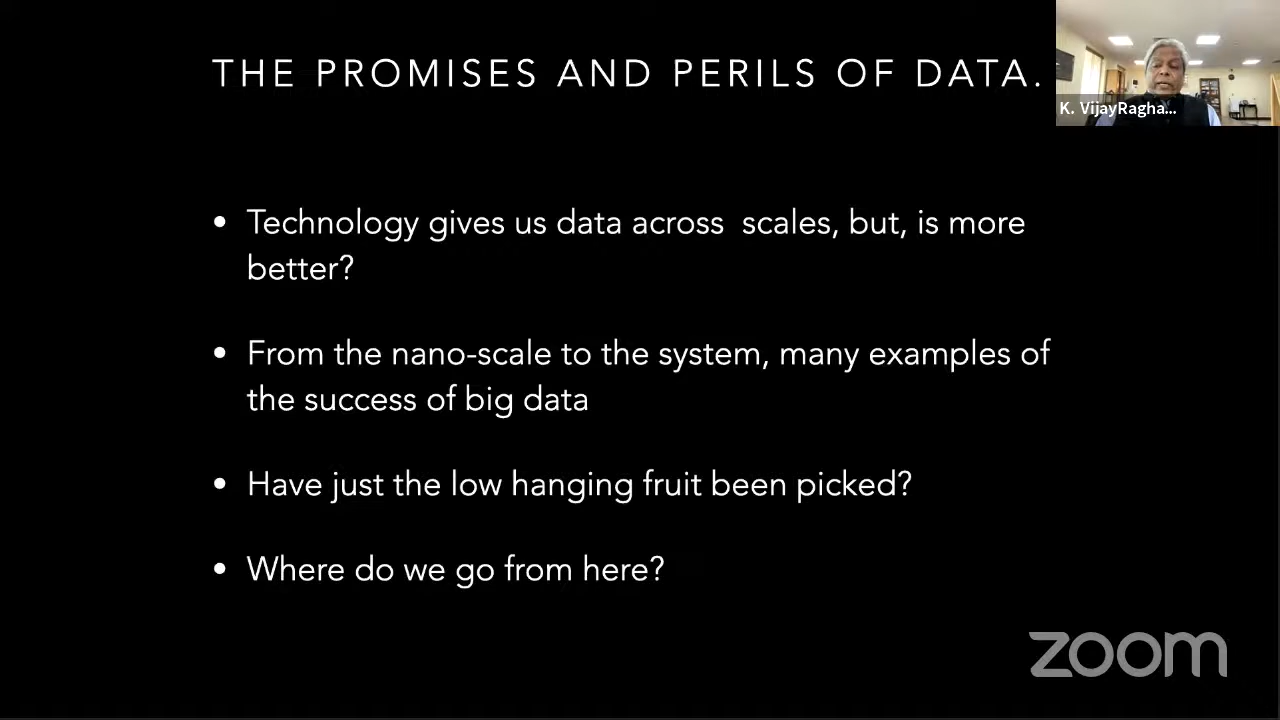 THE PROMISES AND PERILS OF DATA.
K. VijayRagha...
• Technology gives us data across  scales, but, is more
better?
• From the nano-scale to the system, many examples of
the success of big data
• Have just the low hanging fruit been picked?
• Where do we go from here?
zoom